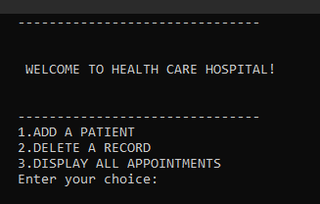 -------------------------------
WELCOME TO HEALTH CARE HOSPITAL!
-------------------------------
1.ADD A PATIENT
2.DELETE A RECORD
3.DISPLAY ALL APPOINTMENTS
Enter your choice: